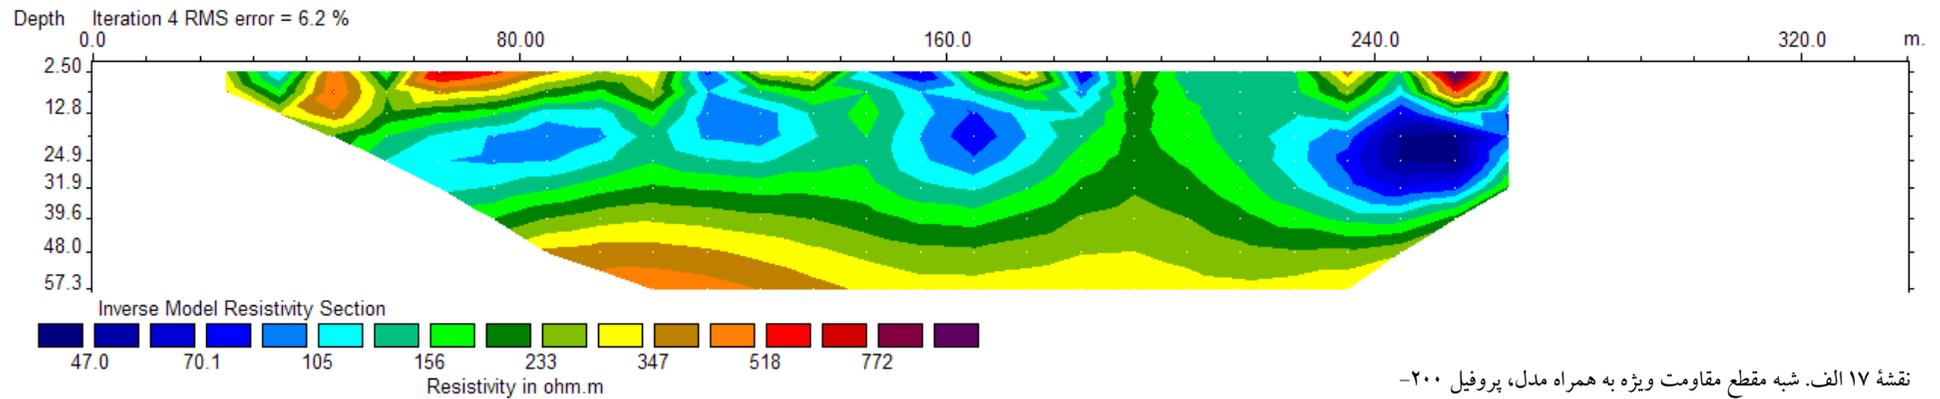 Depth Iteration 4 RMS error = 6.2 %
0.0 80.00 160.0 240.0 320.0 m.
2.50
12.8
24.9
31.9
39.6
48.0
57.3
Inverse Model Resistivity Section
47.0 70.1 105 156 233 347 518 772
Resistivity in ohm.m
نقشهٔ ۱۷ الف. شبه مقطع مقاومت ویژه به همراه مدل، پروفیل ۲۰۰-